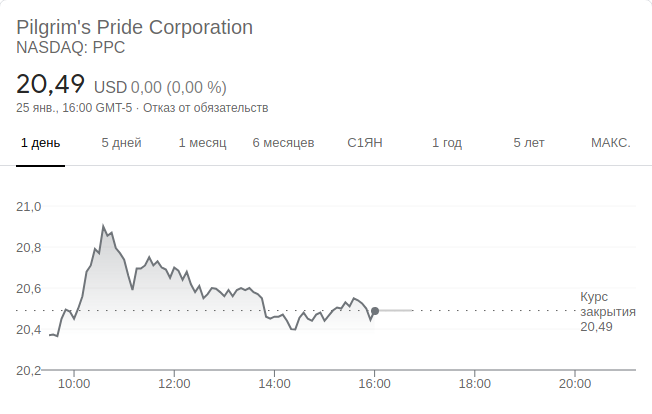 Pilgrim's Pride Corporation
NASDAQ: PPC
20,49 USD 0,00 (0,00 %)
25 янв., 16:00 GMT-5 · Отказ от обязательств
1 день 5 дней 1 месяц 6 месяцев С1ЯН 1 год 5 лет МАКС.
21,0
20,8
20,6
Курс
закрытия
20,49
20,4
20,2
10:00 12:00 14:00 16:00 18:00 20:00